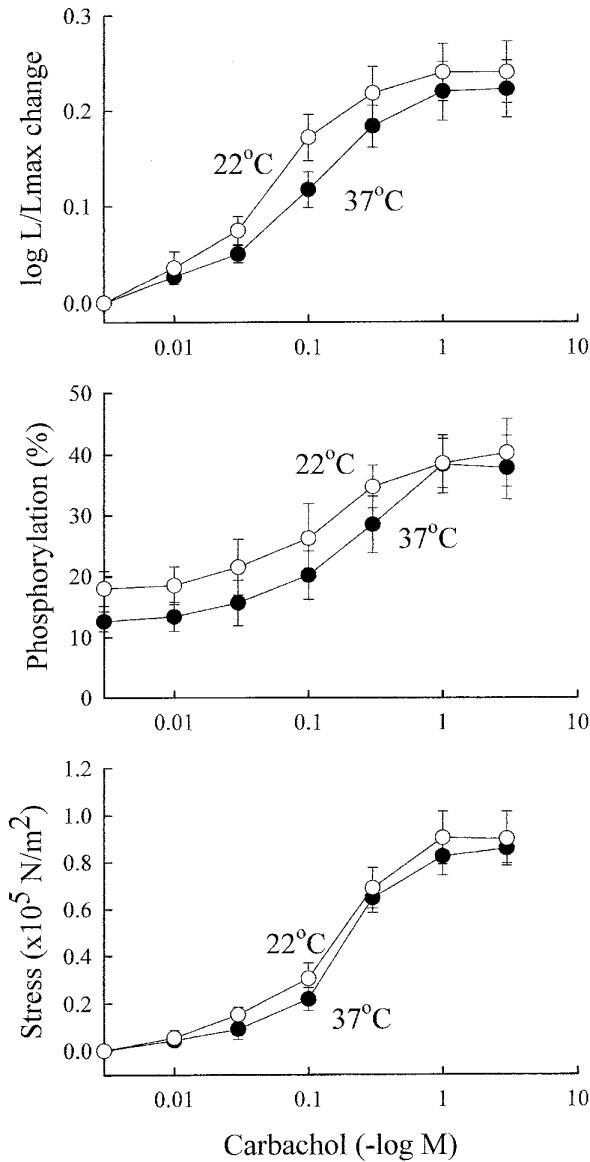 log L/Lmax change
0.3
0.2
0.1
0.0
22°C
37°C
0.01 0.1 1 10
Phosphorylation (%)
50
40
30
20
10
0
22°C
37°C
0.01 0.1 1 10
Stress (x10⁵ N/m²)
1.2
1.0
0.8
0.6
0.4
0.2
0.0
22°C
37°C
0.01 0.1 1 10
Carbachol (-log M)